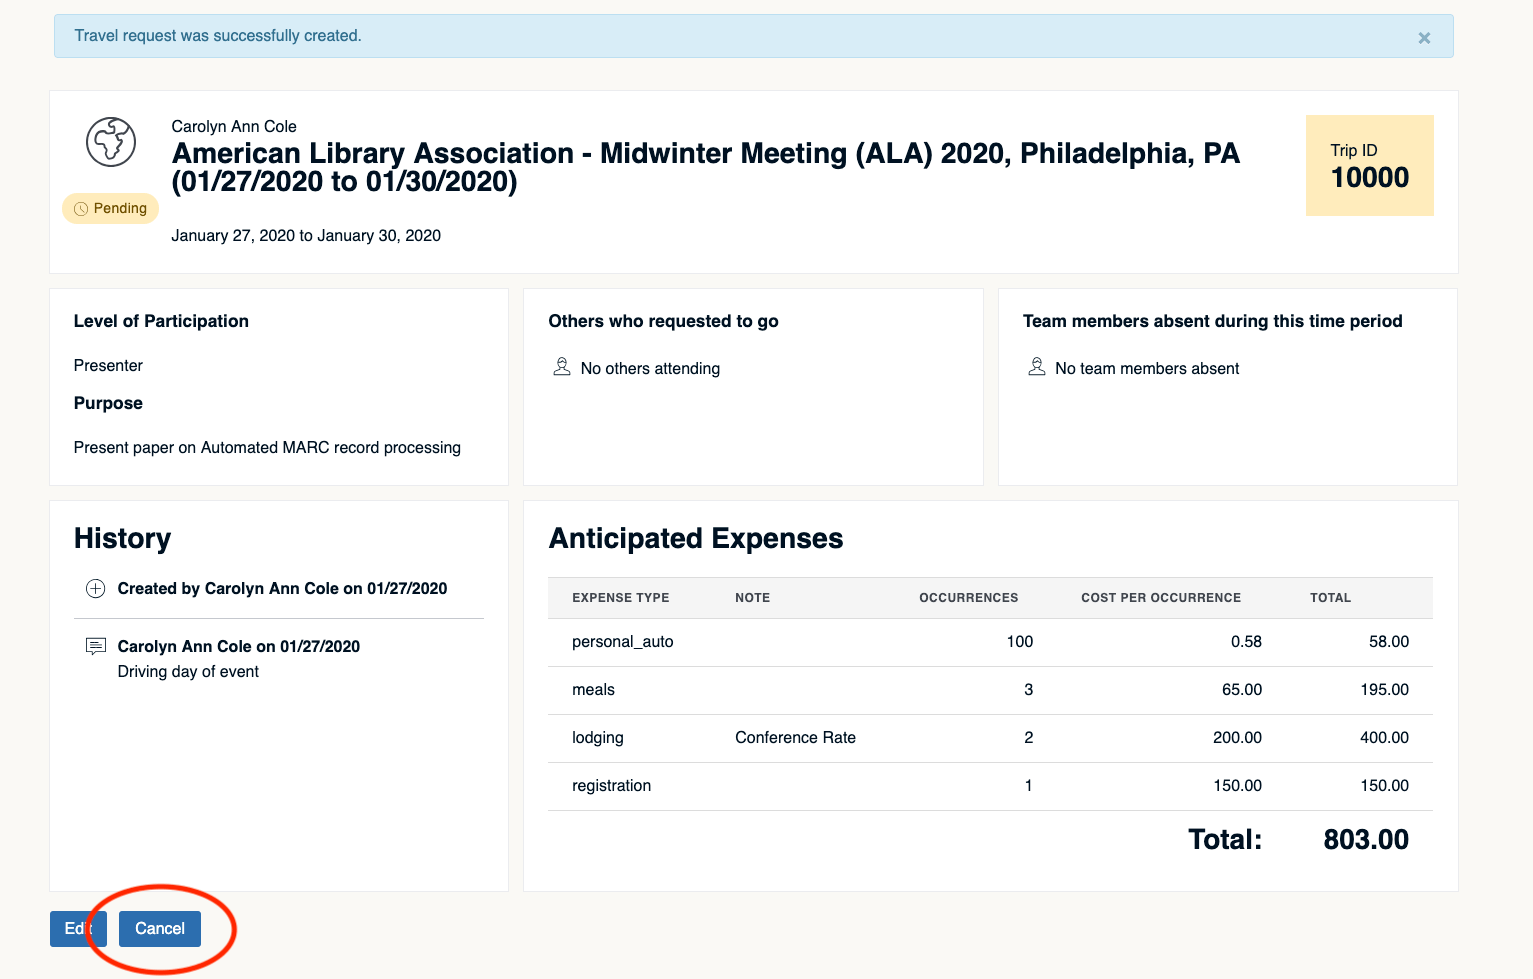 Travel request was successfully created.
×
Carolyn Ann Cole
American Library Association - Midwinter Meeting (ALA) 2020, Philadelphia, PA
(01/27/2020 to 01/30/2020)
Pending
January 27, 2020 to January 30, 2020
Trip ID
10000
Level of Participation
Presenter
Purpose
Present paper on Automated MARC record processing
Others who requested to go
No others attending
Team members absent during this time period
No team members absent
History
Created by Carolyn Ann Cole on 01/27/2020
Carolyn Ann Cole on 01/27/2020
Driving day of event
Anticipated Expenses
EXPENSE TYPE NOTE OCCURRENCES COST PER OCCURRENCE TOTAL
personal_auto 100 0.58 58.00
meals 3 65.00 195.00
lodging Conference Rate 2 200.00 400.00
registration 1 150.00 150.00
Total: 803.00
Edit Cancel